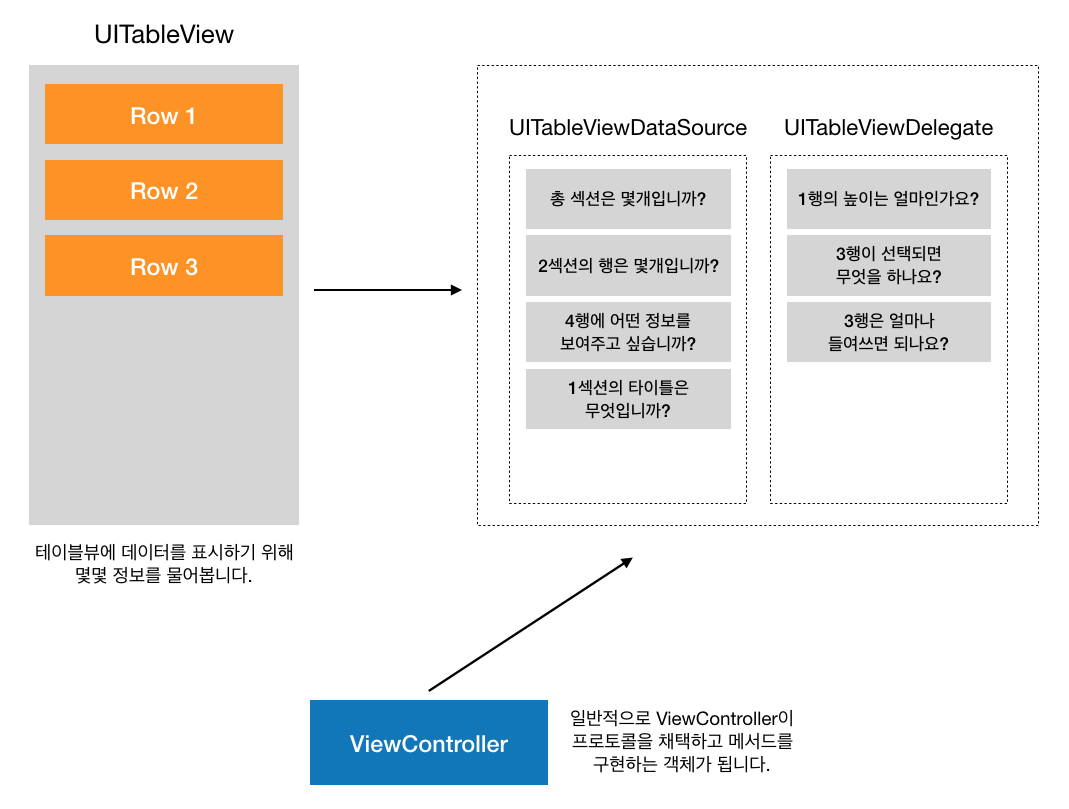 UITableView
Row 1
Row 2
Row 3
테이블뷰에 데이터를 표시하기 위해
몇몇 정보를 물어봅니다.
UITableViewDataSource
총 섹션은 몇개입니까?
2섹션의 행은 몇개입니까?
4행에 어떤 정보를
보여주고 싶습니까?
1섹션의 타이틀은
무엇입니까?
UITableViewDelegate
1행의 높이는 얼마인가요?
3행이 선택되면
무엇을 하나요?
3행은 얼마나
들여쓰면 되나요?
ViewController
일반적으로 ViewController이
프로토콜을 채택하고 메서드를
구현하는 객체가 됩니다.